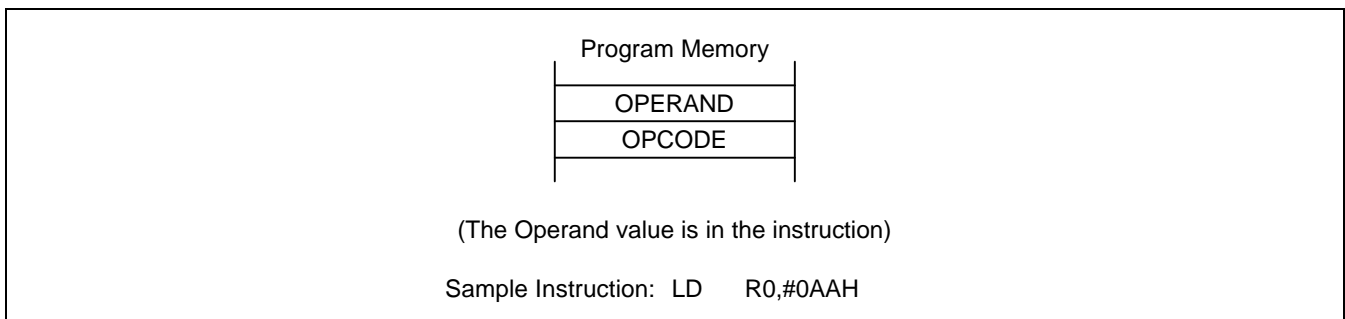 Program Memory
OPERAND
OPCODE
(The Operand value is in the instruction)
Sample Instruction: LD R0,#0AAH